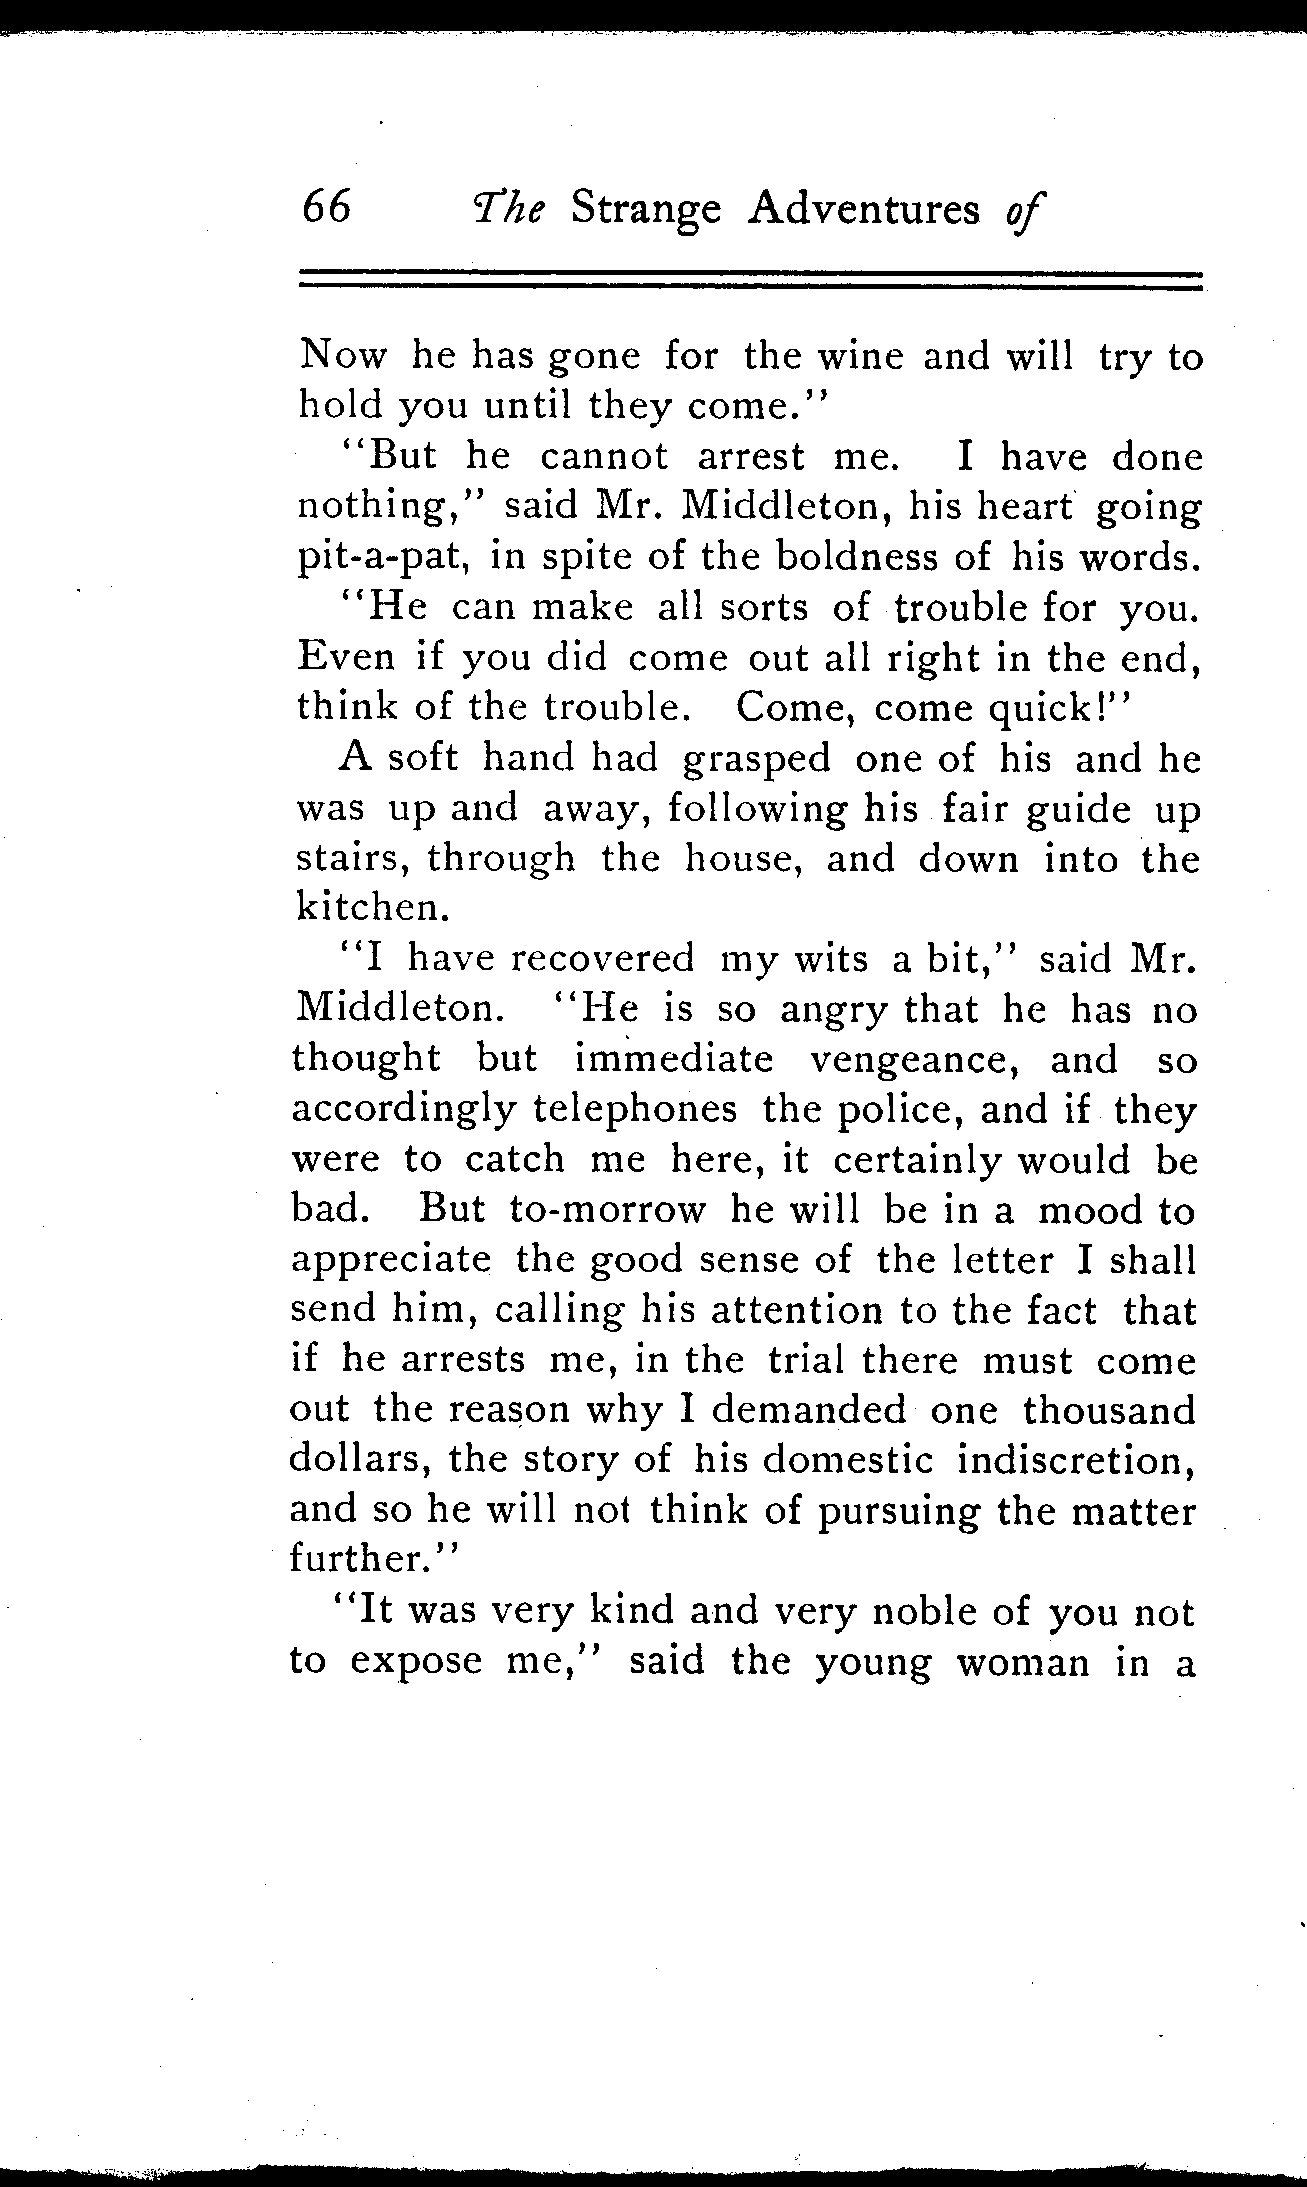 66 The Strange Adventures of
Now he has gone for the wine and will try to
hold you until they come."
"But he cannot arrest me. I have done
nothing," said Mr. Middleton, his heart going
pit-a-pat, in spite of the boldness of his words.
"He can make all sorts of trouble for you.
Even if you did come out all right in the end,
think of the trouble. Come, come quick!"
A soft hand had grasped one of his and he
was up and away, following his fair guide up
stairs, through the house, and down into the
kitchen.
"I have recovered my wits a bit," said Mr.
Middleton. "He is so angry that he has no
thought but immediate vengeance, and so
accordingly telephones the police, and if they
were to catch me here, it certainly would be
bad. But to-morrow he will be in a mood to
appreciate the good sense of the letter I shall
send him, calling his attention to the fact that
if he arrests me, in the trial there must come
out the reason why I demanded one thousand
dollars, the story of his domestic indiscretion,
and so he will not think of pursuing the matter
further."
"It was very kind and very noble of you not
to expose me," said the young woman in a